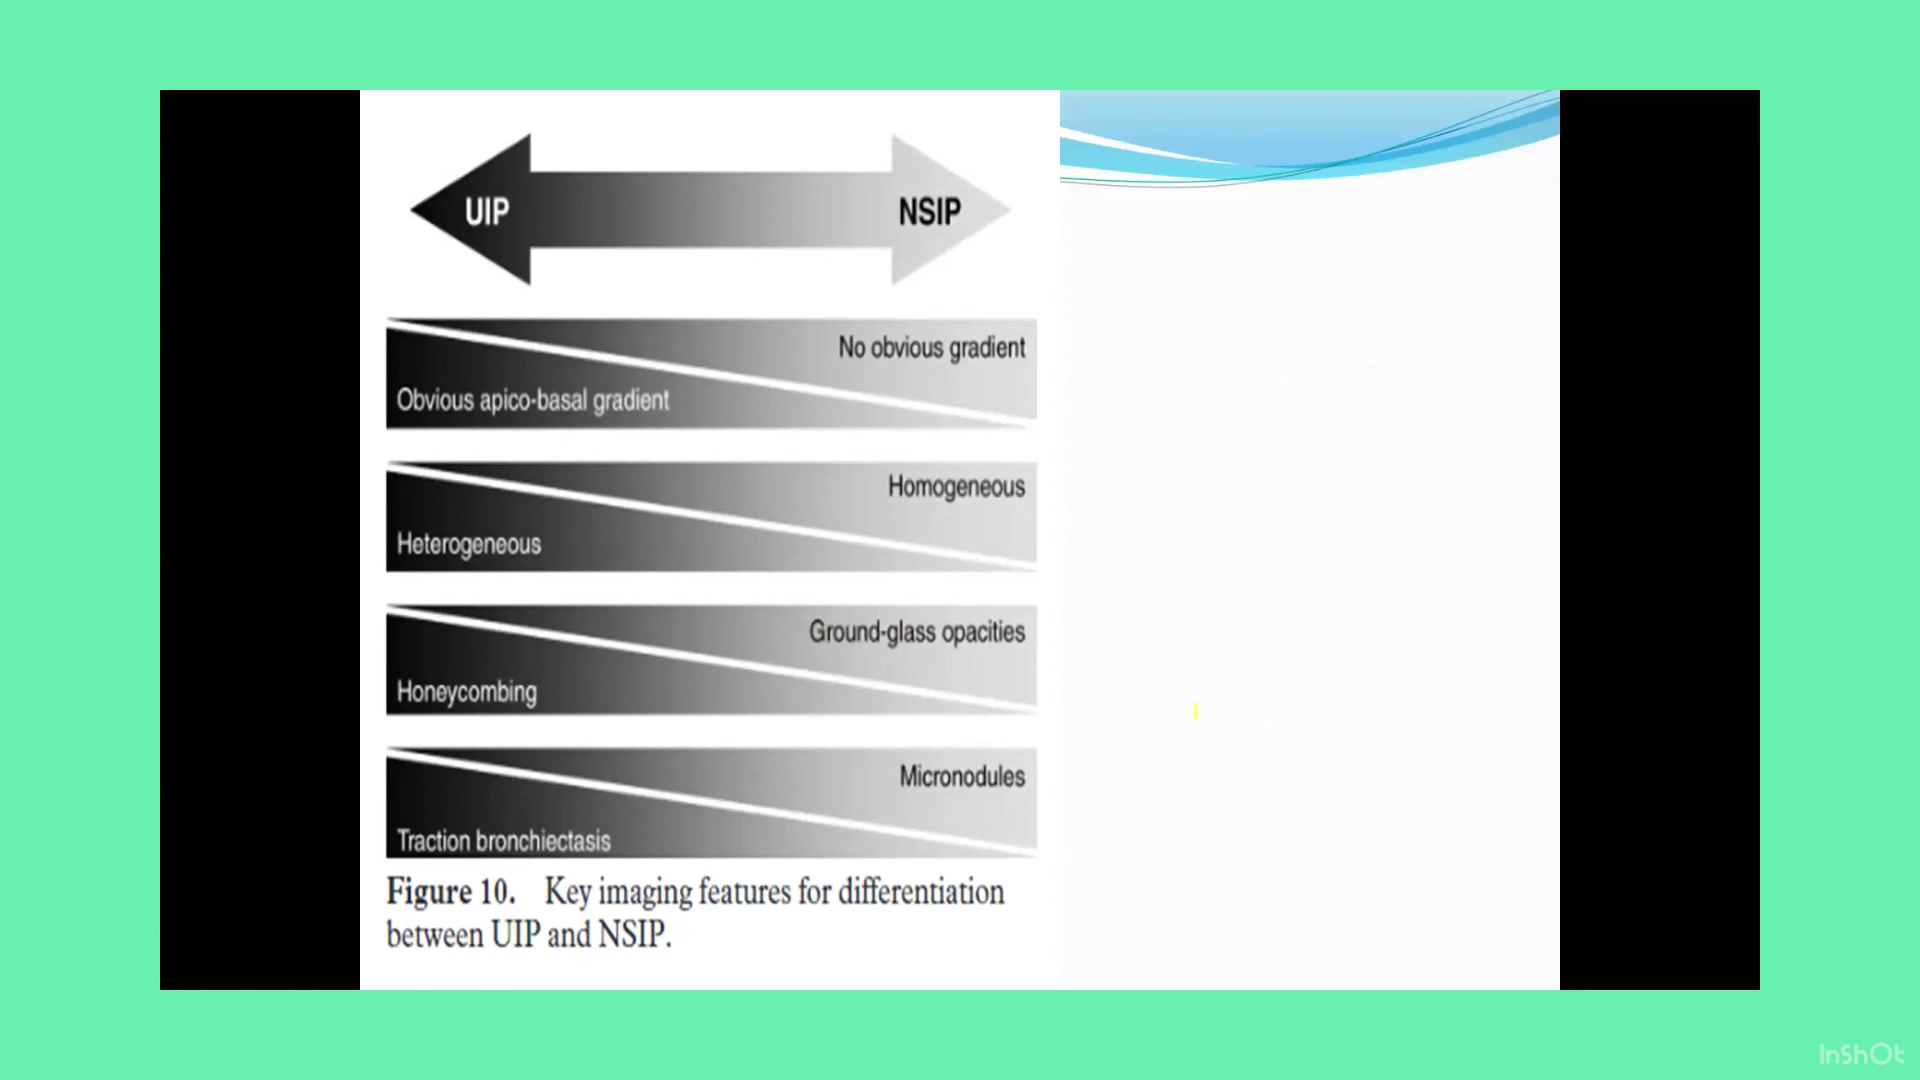 UIP
NSIP
No obvious gradient
Obvious apico-basal gradient
Homogeneous
Heterogeneous
Ground-glass opacities
Honeycombing
Micronodules
Traction bronchiectasis
Figure 10. Key imaging features for differentiation
between UIP and NSIP.
InShOt